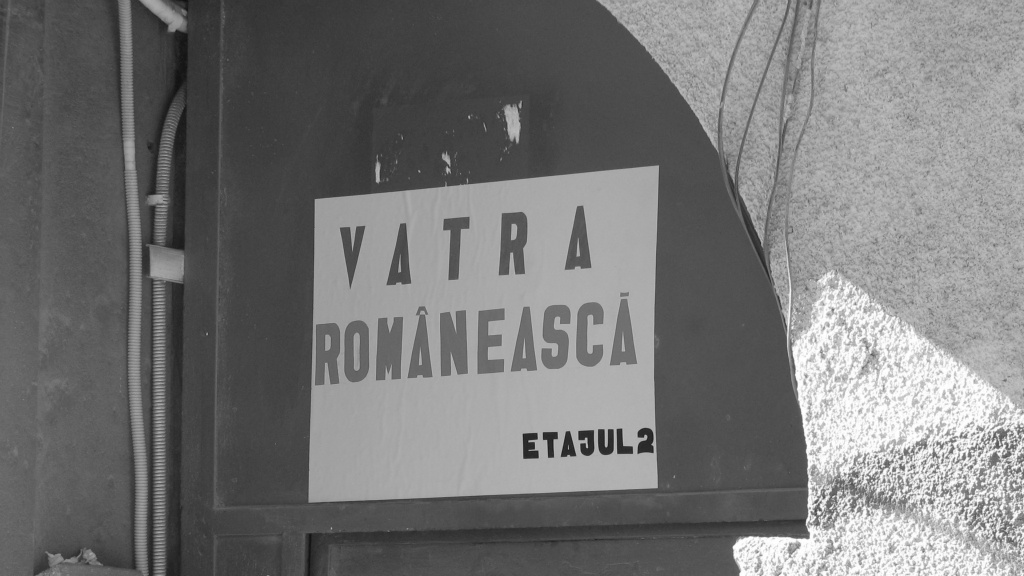 VATRA
ROMÂNEASCĂ
ETAJUL 2